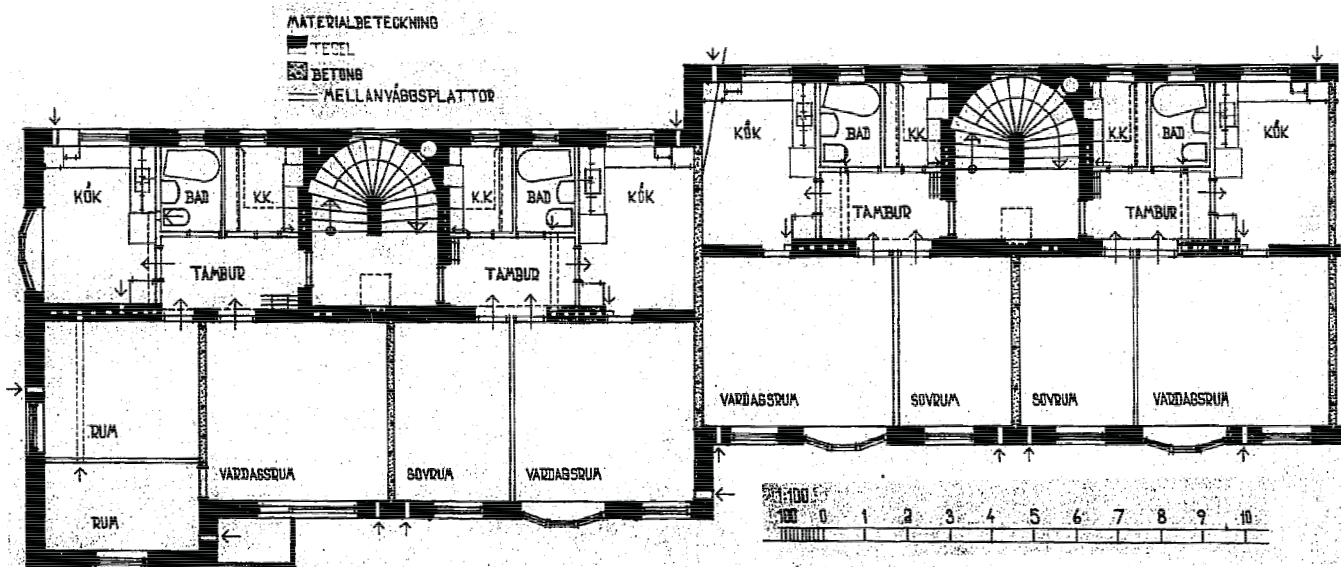 MATERIALBETECKNING
TEGEL
BETONG
MELLANVÄGGSPLATTOR
KÖK
BAD
K.K.
K.K.
BAD
KÖK
TAMBUR
TAMBUR
KÖK
BAD
K.K.
K.K.
BAD
KÖK
TAMBUR
TAMBUR
VARDAGSRUM
SOVRUM
SOVRUM
VARDAGSRUM
RUM
VARDAGSRUM
SOVRUM
VARDAGSRUM
RUM
1:100
100 0 1 2 3 4 5 6 7 8 9 10